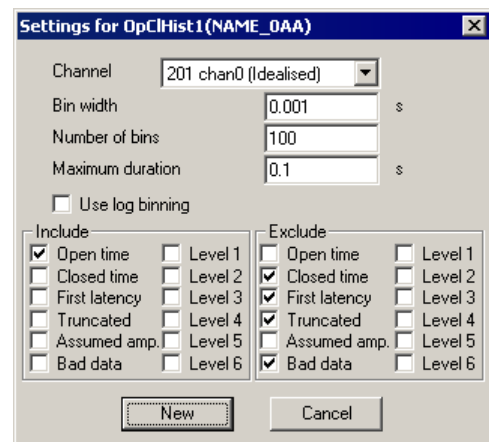 Settings for OpClHist1(NAME_0AA)
Channel 201 chan0 (Idealised)
Bin width 0.001 s
Number of bins 100
Maximum duration 0.1 s
Use log binning
Include Exclude
Open time Level 1 Open time Level 1
Closed time Level 2 Closed time Level 2
First latency Level 3 First latency Level 3
Truncated Level 4 Truncated Level 4
Assumed amp. Level 5 Assumed amp. Level 5
Bad data Level 6 Bad data Level 6
New Cancel